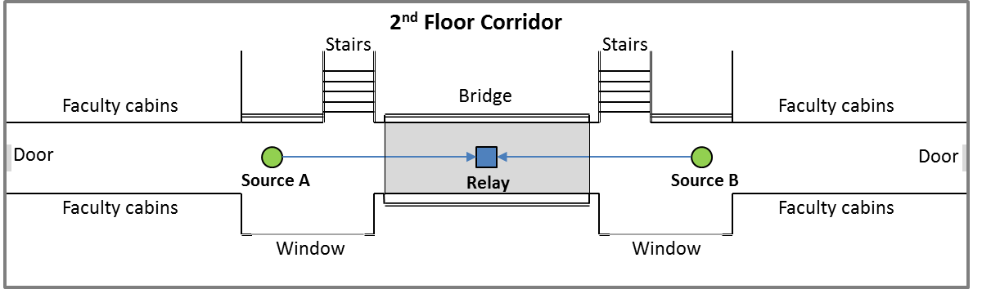 2nd Floor Corridor
Stairs
Stairs
Faculty cabins
Bridge
Faculty cabins
Door
Door
Source A
Relay
Source B
Faculty cabins
Faculty cabins
Window
Window